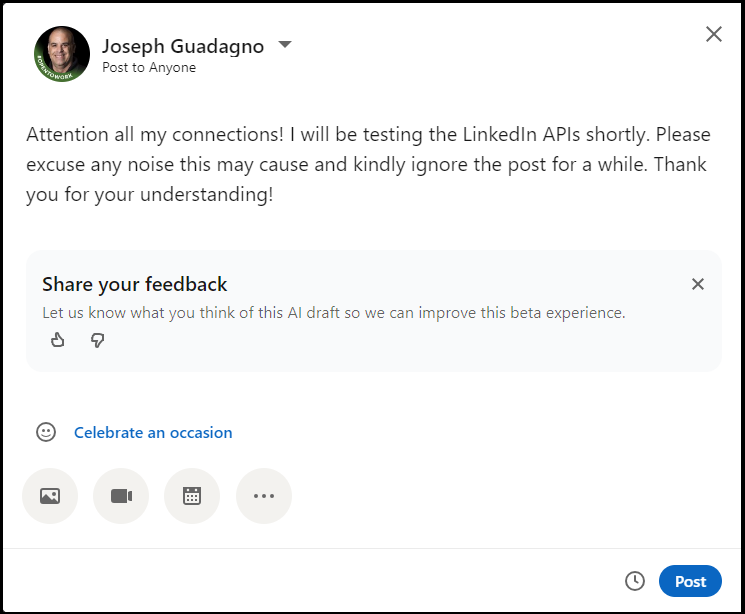 Joseph Guadagno
Post to Anyone
#OPENTOWORK
Attention all my connections! I will be testing the LinkedIn APIs shortly. Please
excuse any noise this may cause and kindly ignore the post for a while. Thank
you for your understanding!
Share your feedback
Let us know what you think of this AI draft so we can improve this beta experience.
Celebrate an occasion
Post